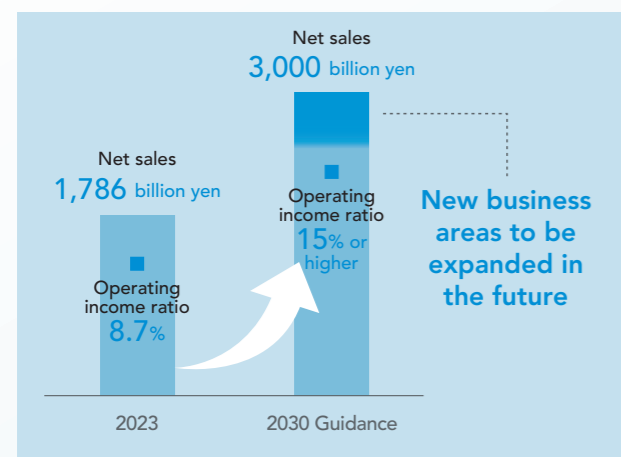 Net sales
3,000 billion yen
Net sales
1,786 billion yen
Operating
income ratio
15% or
higher
New business
areas to be
expanded in
the future
Operating
income ratio
8.7%
2023
2030 Guidance